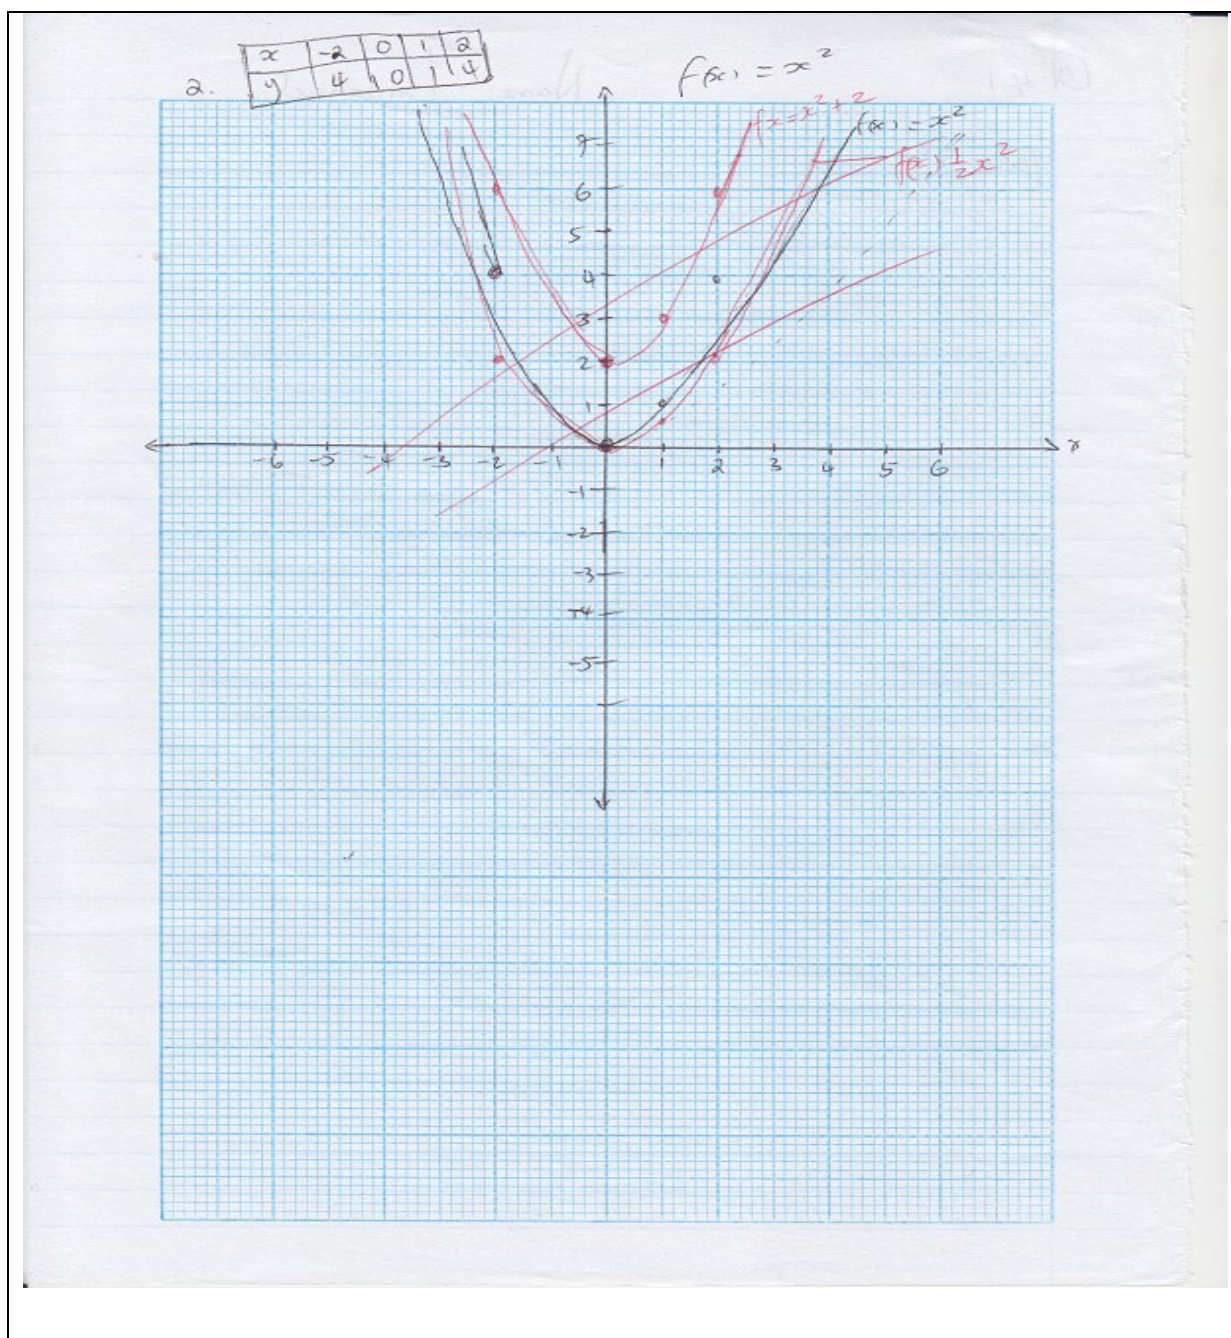 x -2 0 1 2
2. y 4 0 1 4
f(x) = x²
fx = x² + 2
f(x) = x²
f(x) ½x²
7
6
5
4
3
2
1
-6 -5 -4 -3 -2 -1 1 2 3 4 5 6 x
-1
-2
-3
-4
-5